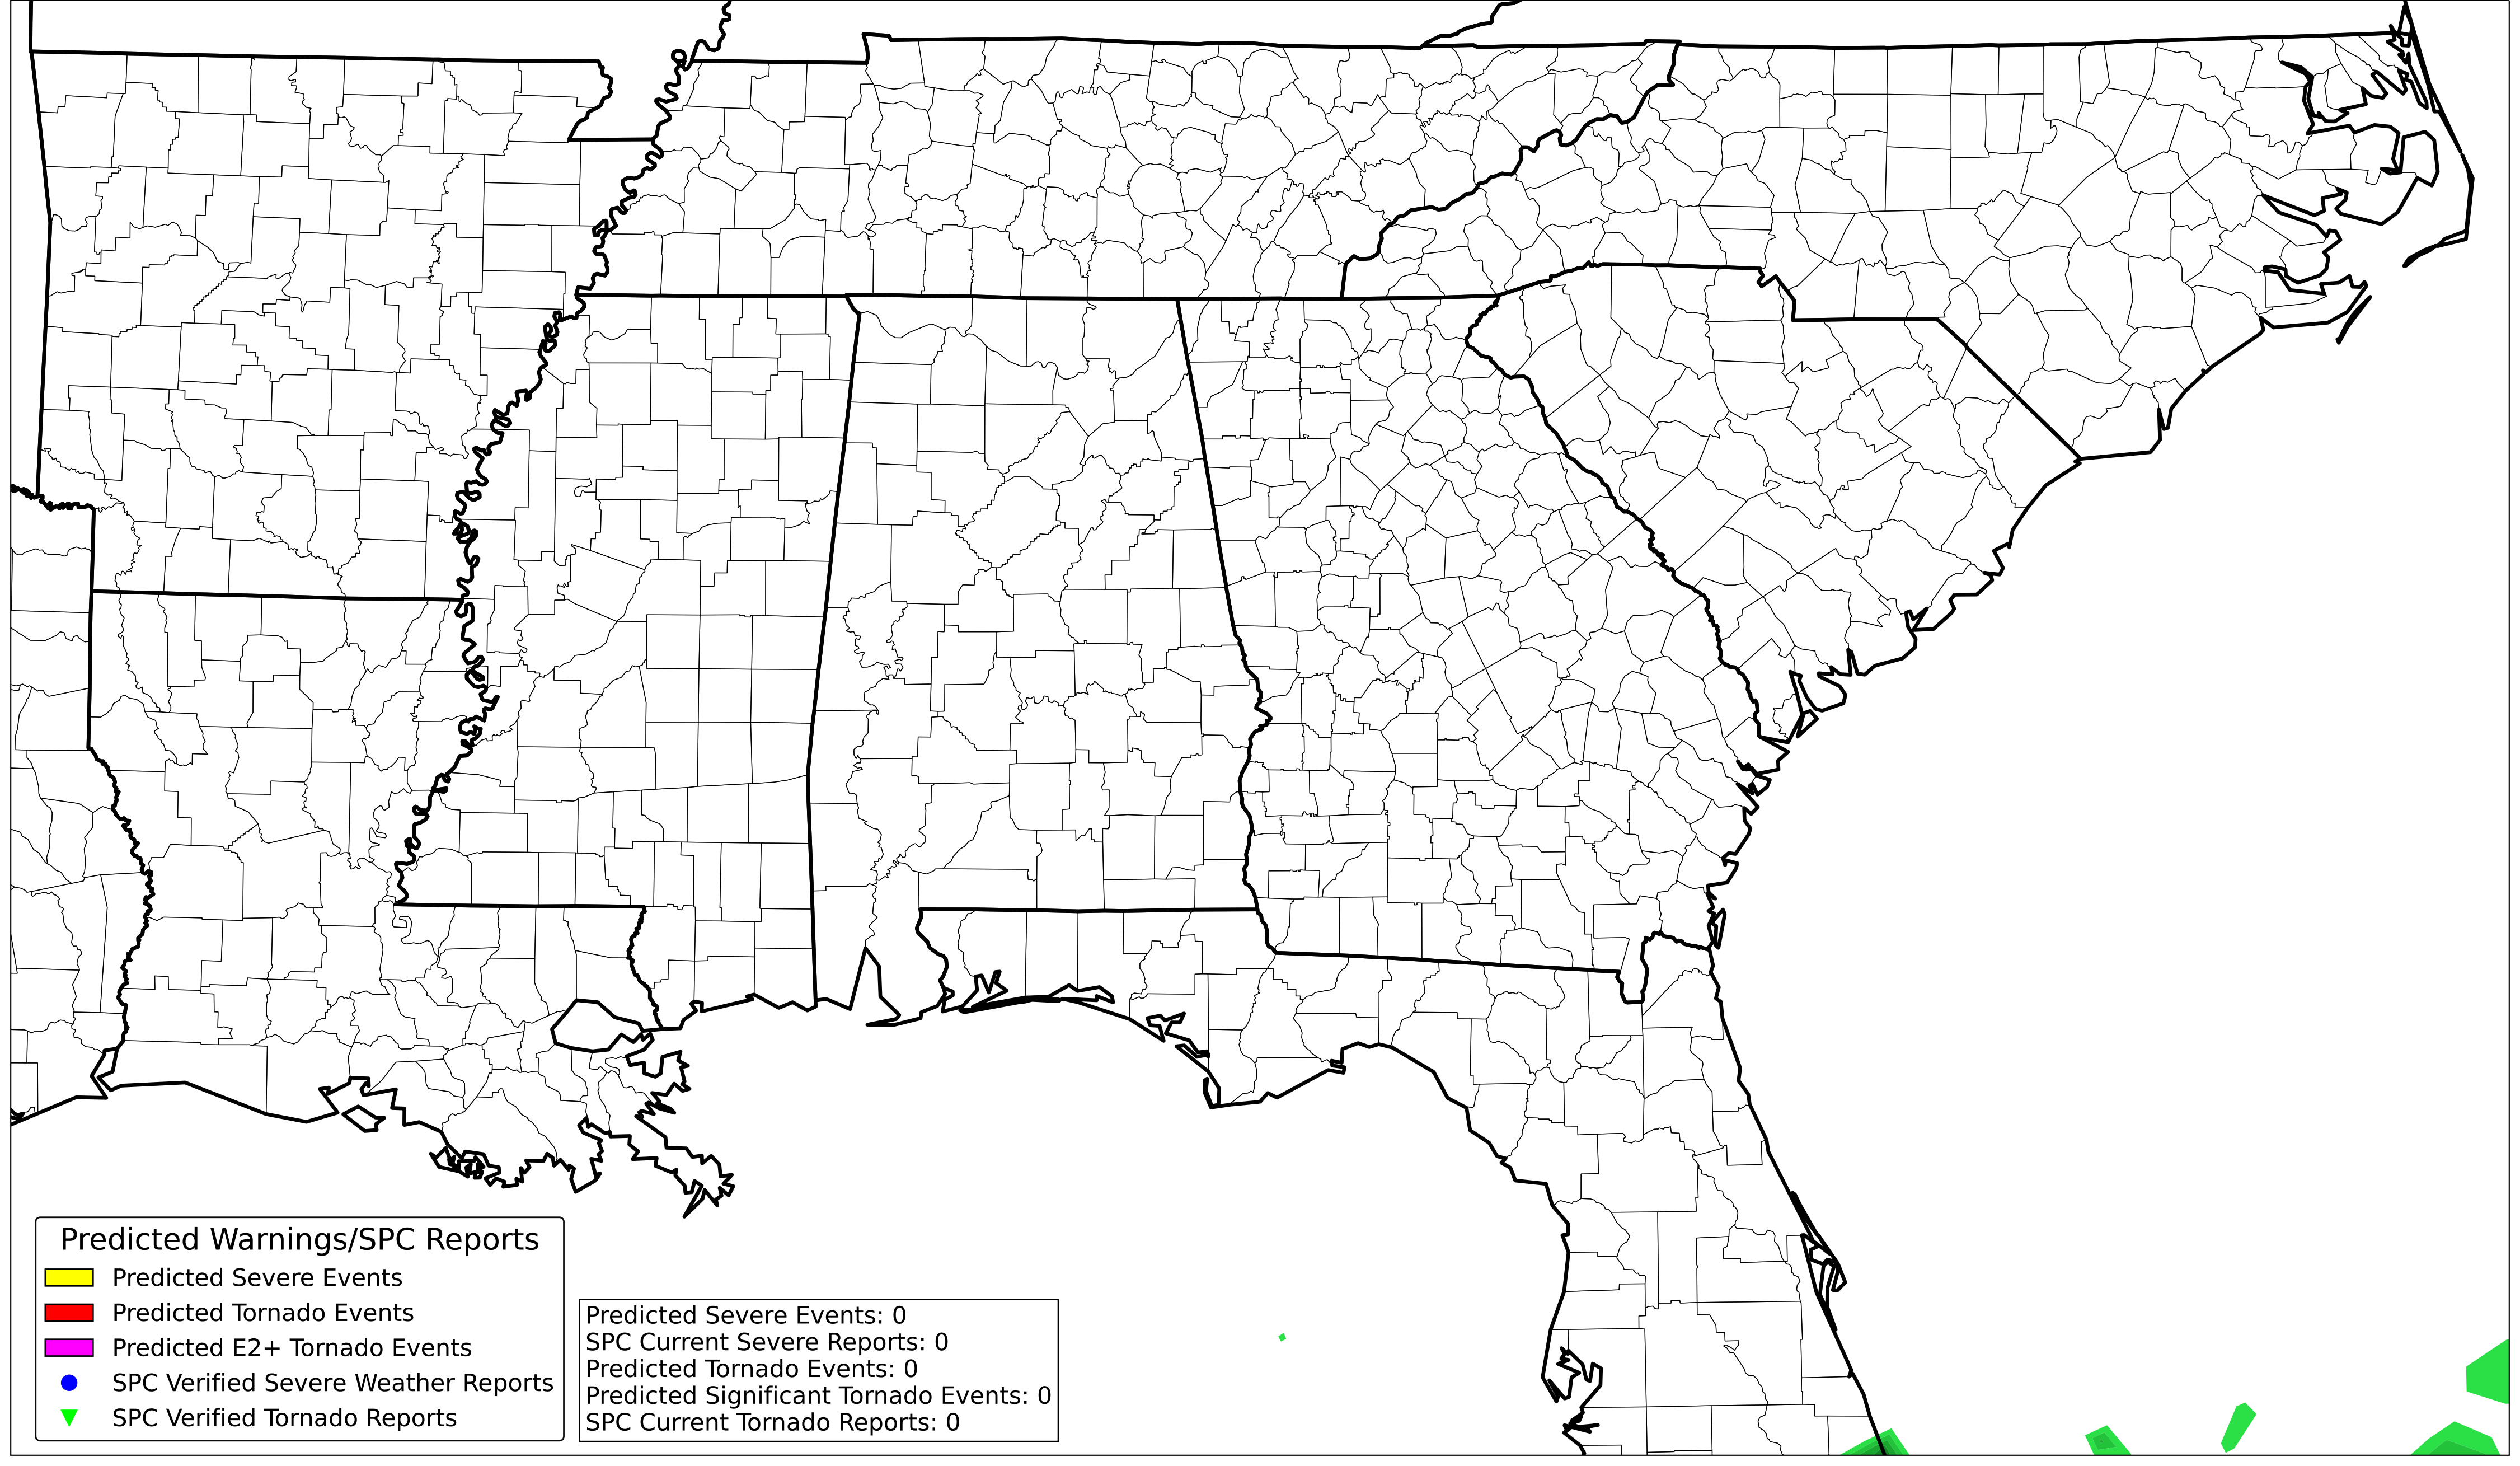 Predicted Warnings/SPC Reports
Predicted Severe Events
Predicted Tornado Events
Predicted E2+ Tornado Events
SPC Verified Severe Weather Reports
SPC Verified Tornado Reports
Predicted Severe Events: 0
SPC Current Severe Reports: 0
Predicted Tornado Events: 0
Predicted Significant Tornado Events: 0
SPC Current Tornado Reports: 0